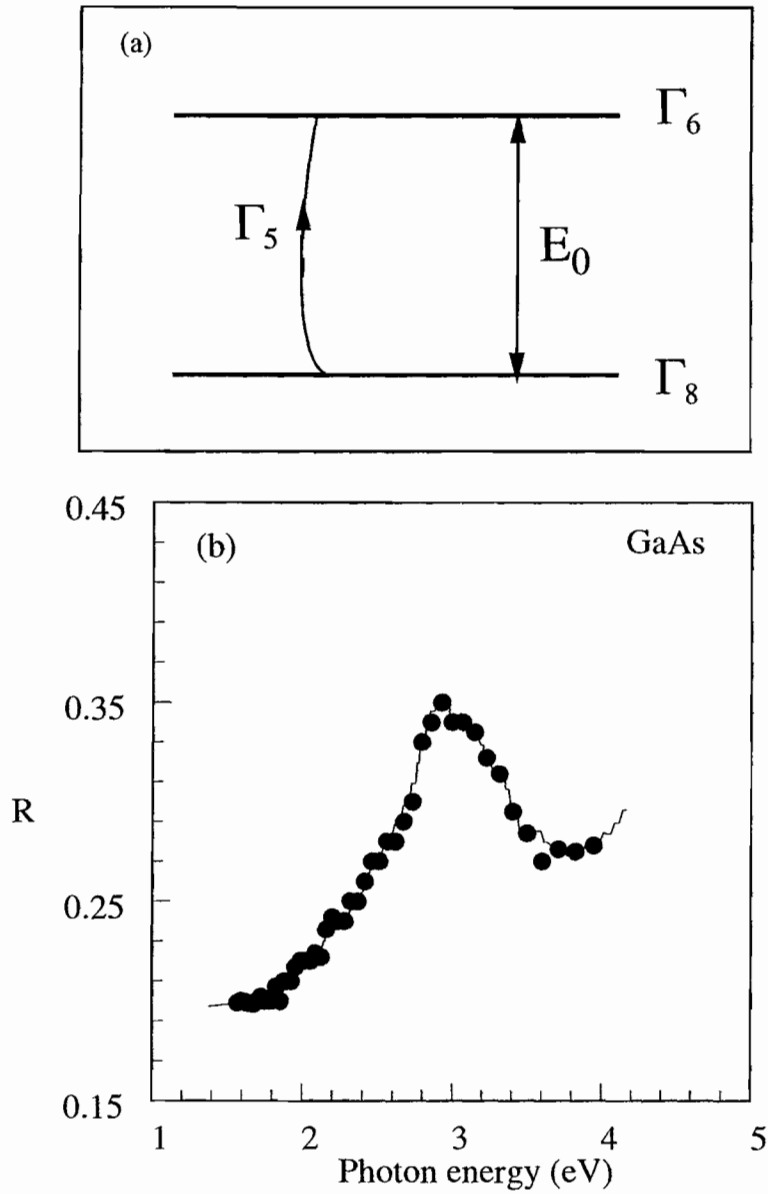 (a)
Γ₆
Γ₅
E₀
Γ₈
0.45
(b) GaAs
0.35
R
0.25
0.15
1 2 3 4 5
Photon energy (eV)